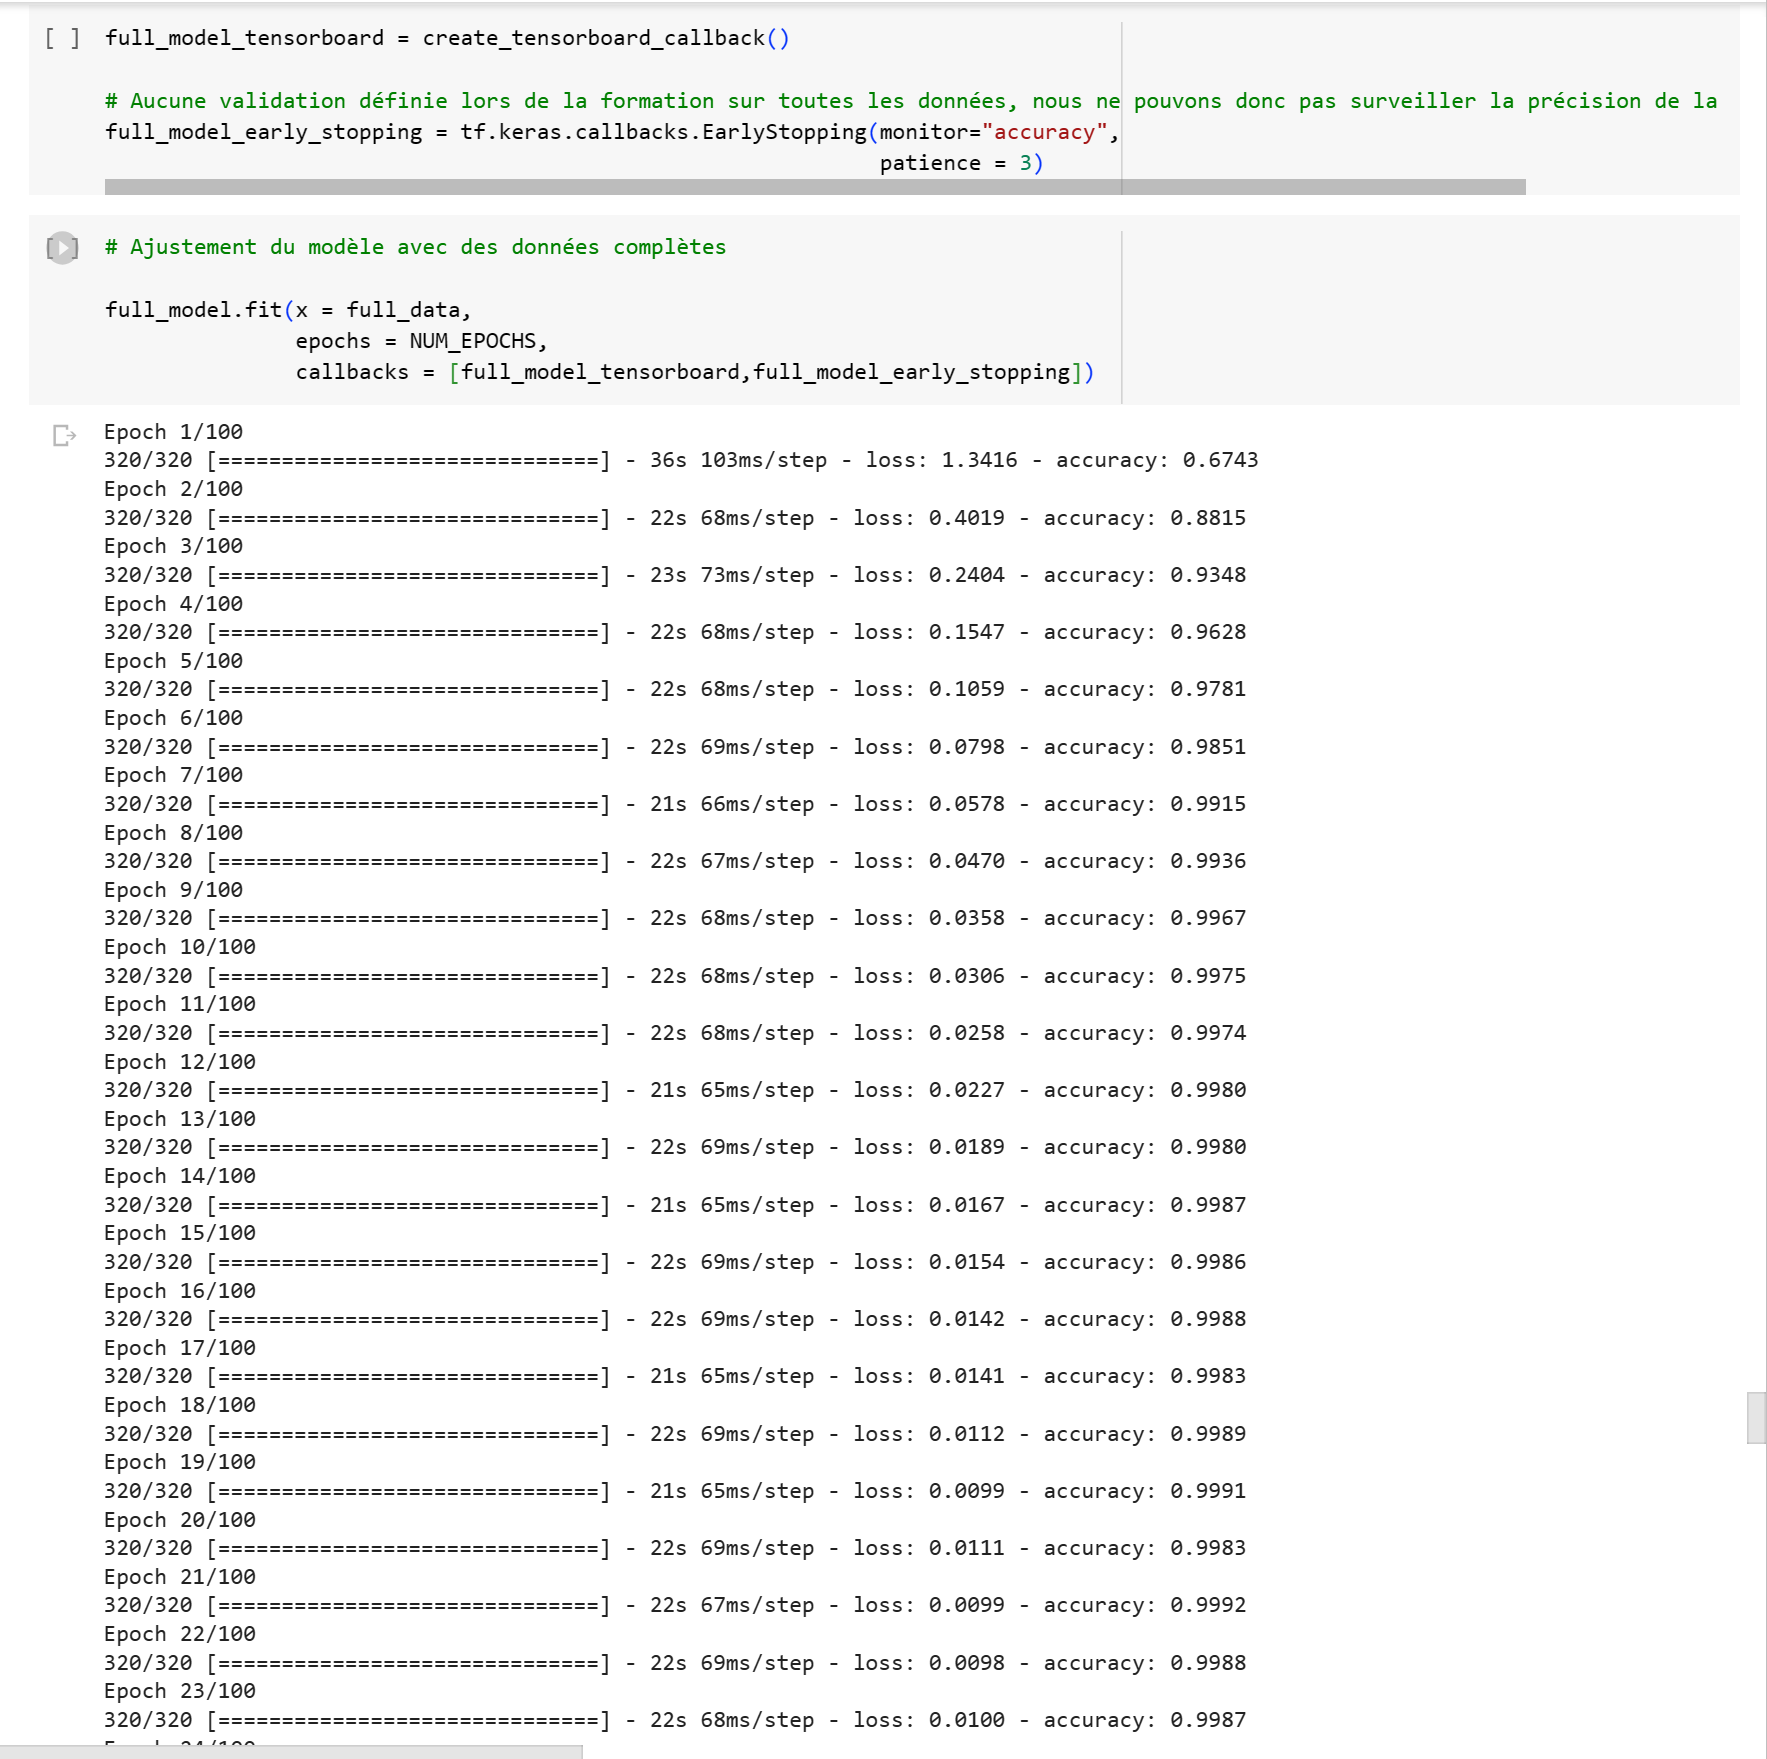 [ ] full_model_tensorboard = create_tensorboard_callback()
# Aucune validation définie lors de la formation sur toutes les données, nous ne pouvons donc pas surveiller la précision de la
full_model_early_stopping = tf.keras.callbacks.EarlyStopping(monitor="accuracy",
patience = 3)
[ ] # Ajustement du modèle avec des données complètes
full_model.fit(x = full_data,
epochs = NUM_EPOCHS,
callbacks = [full_model_tensorboard,full_model_early_stopping])
Epoch 1/100
320/320 [==============================] - 36s 103ms/step - loss: 1.3416 - accuracy: 0.6743
Epoch 2/100
320/320 [==============================] - 22s 68ms/step - loss: 0.4019 - accuracy: 0.8815
Epoch 3/100
320/320 [==============================] - 23s 73ms/step - loss: 0.2404 - accuracy: 0.9348
Epoch 4/100
320/320 [==============================] - 22s 68ms/step - loss: 0.1547 - accuracy: 0.9628
Epoch 5/100
320/320 [==============================] - 22s 68ms/step - loss: 0.1059 - accuracy: 0.9781
Epoch 6/100
320/320 [==============================] - 22s 69ms/step - loss: 0.0798 - accuracy: 0.9851
Epoch 7/100
320/320 [==============================] - 21s 66ms/step - loss: 0.0578 - accuracy: 0.9915
Epoch 8/100
320/320 [==============================] - 22s 67ms/step - loss: 0.0470 - accuracy: 0.9936
Epoch 9/100
320/320 [==============================] - 22s 68ms/step - loss: 0.0358 - accuracy: 0.9967
Epoch 10/100
320/320 [==============================] - 22s 68ms/step - loss: 0.0306 - accuracy: 0.9975
Epoch 11/100
320/320 [==============================] - 22s 68ms/step - loss: 0.0258 - accuracy: 0.9974
Epoch 12/100
320/320 [==============================] - 21s 65ms/step - loss: 0.0227 - accuracy: 0.9980
Epoch 13/100
320/320 [==============================] - 22s 69ms/step - loss: 0.0189 - accuracy: 0.9980
Epoch 14/100
320/320 [==============================] - 21s 65ms/step - loss: 0.0167 - accuracy: 0.9987
Epoch 15/100
320/320 [==============================] - 22s 69ms/step - loss: 0.0154 - accuracy: 0.9986
Epoch 16/100
320/320 [==============================] - 22s 69ms/step - loss: 0.0142 - accuracy: 0.9988
Epoch 17/100
320/320 [==============================] - 21s 65ms/step - loss: 0.0141 - accuracy: 0.9983
Epoch 18/100
320/320 [==============================] - 22s 69ms/step - loss: 0.0112 - accuracy: 0.9989
Epoch 19/100
320/320 [==============================] - 21s 65ms/step - loss: 0.0099 - accuracy: 0.9991
Epoch 20/100
320/320 [==============================] - 22s 69ms/step - loss: 0.0111 - accuracy: 0.9983
Epoch 21/100
320/320 [==============================] - 22s 67ms/step - loss: 0.0099 - accuracy: 0.9992
Epoch 22/100
320/320 [==============================] - 22s 69ms/step - loss: 0.0098 - accuracy: 0.9988
Epoch 23/100
320/320 [==============================] - 22s 68ms/step - loss: 0.0100 - accuracy: 0.9987